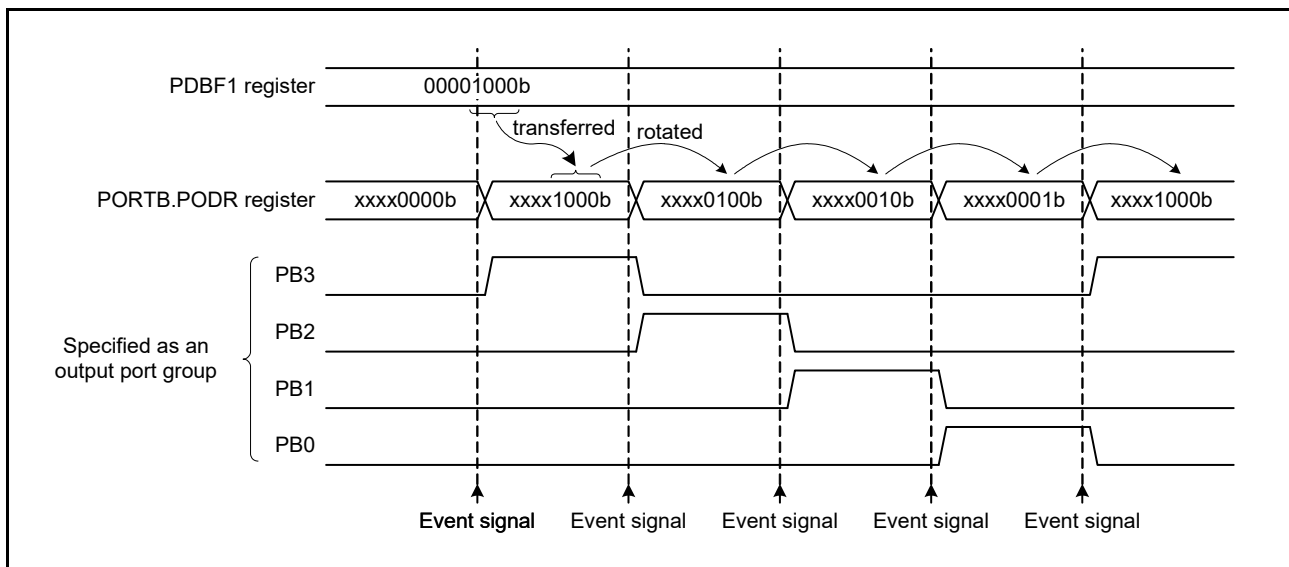 PDBF1 register
00001000b
transferred
rotated
PORTB.PODR register
xxxx0000b
xxxx1000b
xxxx0100b
xxxx0010b
xxxx0001b
xxxx1000b
Specified as an
output port group
PB3
PB2
PB1
PB0
Event signal
Event signal
Event signal
Event signal
Event signal